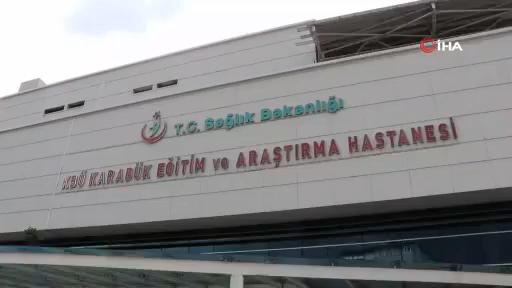 İHA
T.C. Sağlık Bakanlığı
KBÜ KARABÜK EĞİTİM ve ARAŞTIRMA HASTANESİ